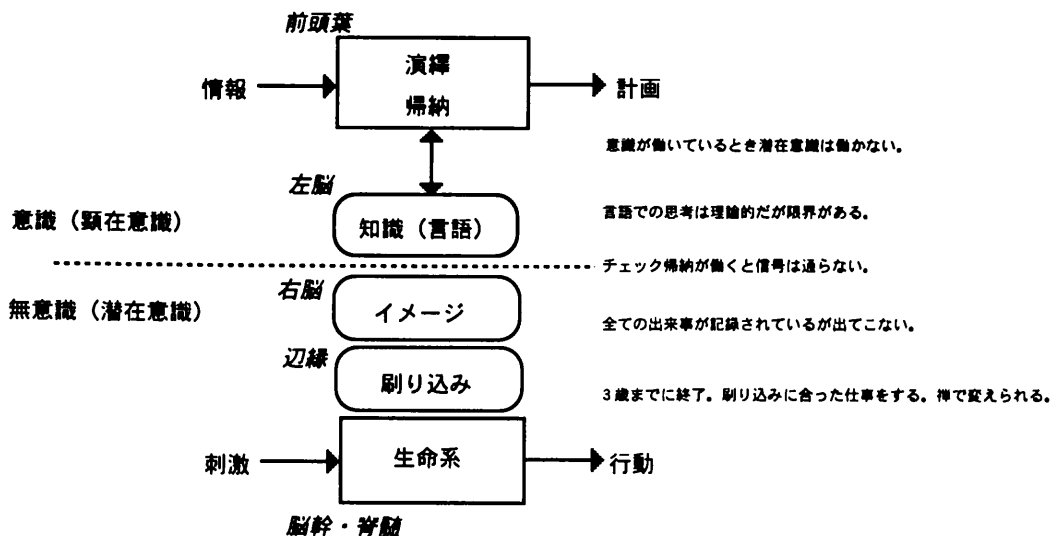 前頭葉
情報
演繹
帰納
計画
意識が働いているとき潜在意識は働かない。
左脳
意識（顕在意識）
知識（言語）
言語での思考は理論的だが限界がある。
チェック帰納が働くと信号は通らない。
右脳
無意識（潜在意識）
イメージ
全ての出来事が記録されているが出てこない。
辺縁
刷り込み
3歳までに終了。刷り込みに合った仕事をする。禅で変えられる。
刺激
生命系
行動
脳幹・脊髄